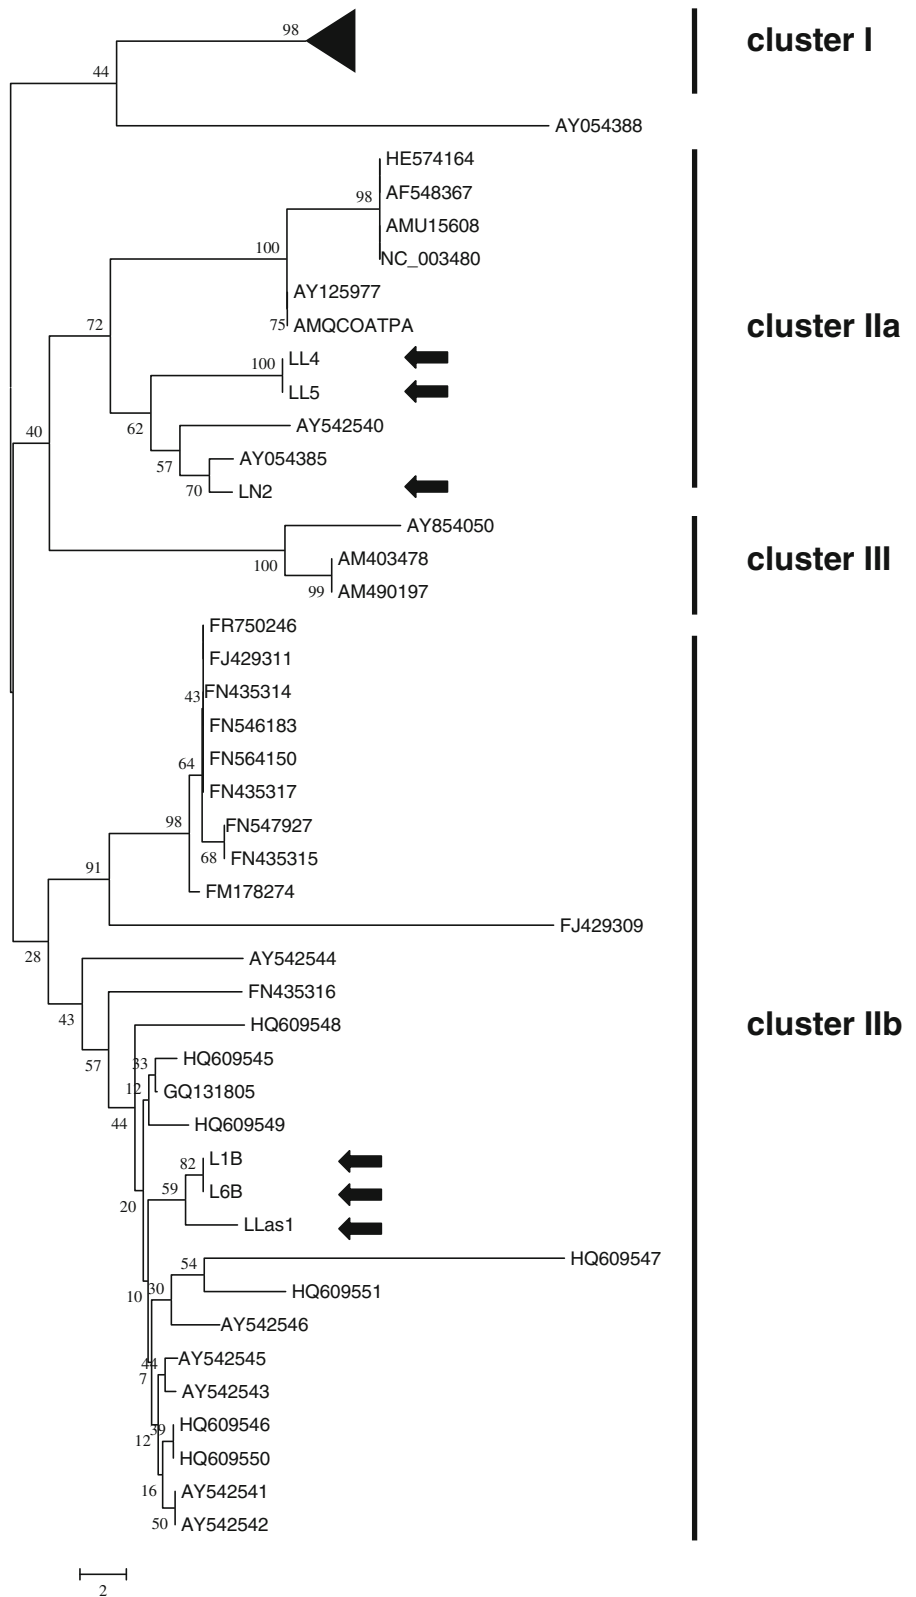 98
cluster I
44
AY054388
HE574164
98
AF548367
AMU15608
100
NC_003480
AY125977
72
75
AMQCOATPA
cluster IIa
100
LL4
LL5
40
62
AY542540
57
AY054385
70
LN2
AY854050
100
AM403478
cluster III
99
AM490197
FR750246
FJ429311
43
FN435314
FN546183
64
FN564150
FN435317
98
FN547927
68
FN435315
91
FM178274
FJ429309
28
AY542544
FN435316
43
HQ609548
cluster IIb
57
33
HQ609545
12
GQ131805
44
HQ609549
82
L1B
59
L6B
20
LLas1
54
HQ609547
10
30
HQ609551
AY542546
44
AY542545
7
AY542543
39
HQ609546
12
HQ609550
16
AY542541
50
AY542542
2